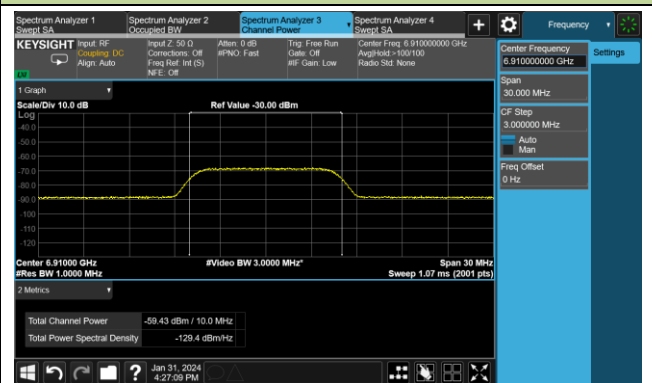 Spectrum Analyzer 1
Swept SA
Spectrum Analyzer 2
Occupied BW
Spectrum Analyzer 3
Channel Power
Spectrum Analyzer 4
Swept SA
+
Frequency
KEYSIGHT
Input: RF
Coupling: DC
Align: Auto
Input Z: 50 Ω
Corrections: Off
Freq Ref: Int (S)
NFE: Off
Atten: 0 dB
#PNO: Fast
Trig: Free Run
Gate: Off
#IF Gain: Low
Center Freq: 6.910000000 GHz
Avg|Hold:>100/100
Radio Std: None
Center Frequency
6.910000000 GHz
Settings
Span
30.000 MHz
CF Step
3.000000 MHz
Auto
Man
Freq Offset
0 Hz
1 Graph
Scale/Div 10.0 dB
Ref Value -30.00 dBm
Log
-40.0
-50.0
-60.0
-70.0
-80.0
-90.0
-100
-110
-120
Center 6.91000 GHz
#Video BW 3.0000 MHz*
Span 30 MHz
#Res BW 1.0000 MHz
Sweep 1.07 ms (2001 pts)
2 Metrics
Total Channel Power
-59.43 dBm / 10.0 MHz
Total Power Spectral Density
-129.4 dBm/Hz
?
Jan 31, 2024
4:27:09 PM